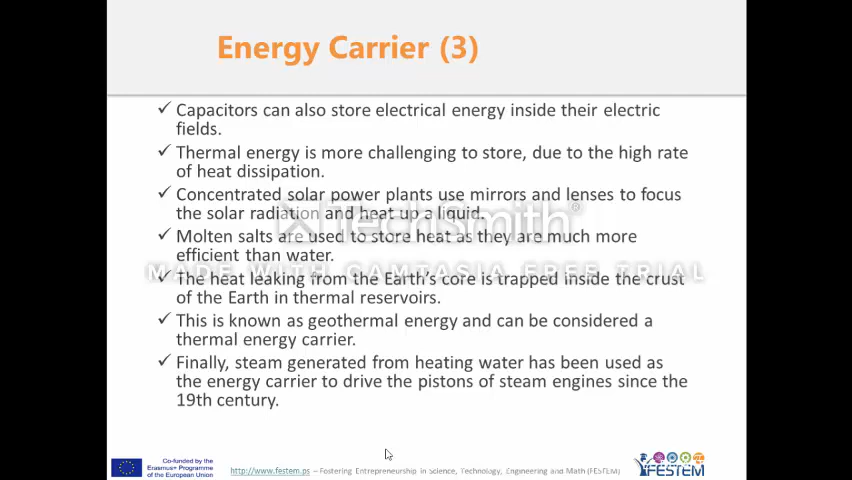 Energy Carrier (3)
✓ Capacitors can also store electrical energy inside their electric
fields.
✓ Thermal energy is more challenging to store, due to the high rate
of heat dissipation.
✓ Concentrated solar power plants use mirrors and lenses to focus
the solar radiation and heat up a liquid.
✓ Molten salts are used to store heat as they are much more
efficient than water.
✓ The heat leaking from the Earth's core is trapped inside the crust
of the Earth in thermal reservoirs.
✓ This is known as geothermal energy and can be considered a
thermal energy carrier.
✓ Finally, steam generated from heating water has been used as
the energy carrier to drive the pistons of steam engines since the
19th century.
TechSmith®
MADE WITH CAMTASIA FREE TRIAL
Co-funded by the
Erasmus+ Programme
of the European Union
http://www.festem.ps – Fostering Entrepreneurship in Science, Technology, Engineering and Math (FESTEM)
FESTEM